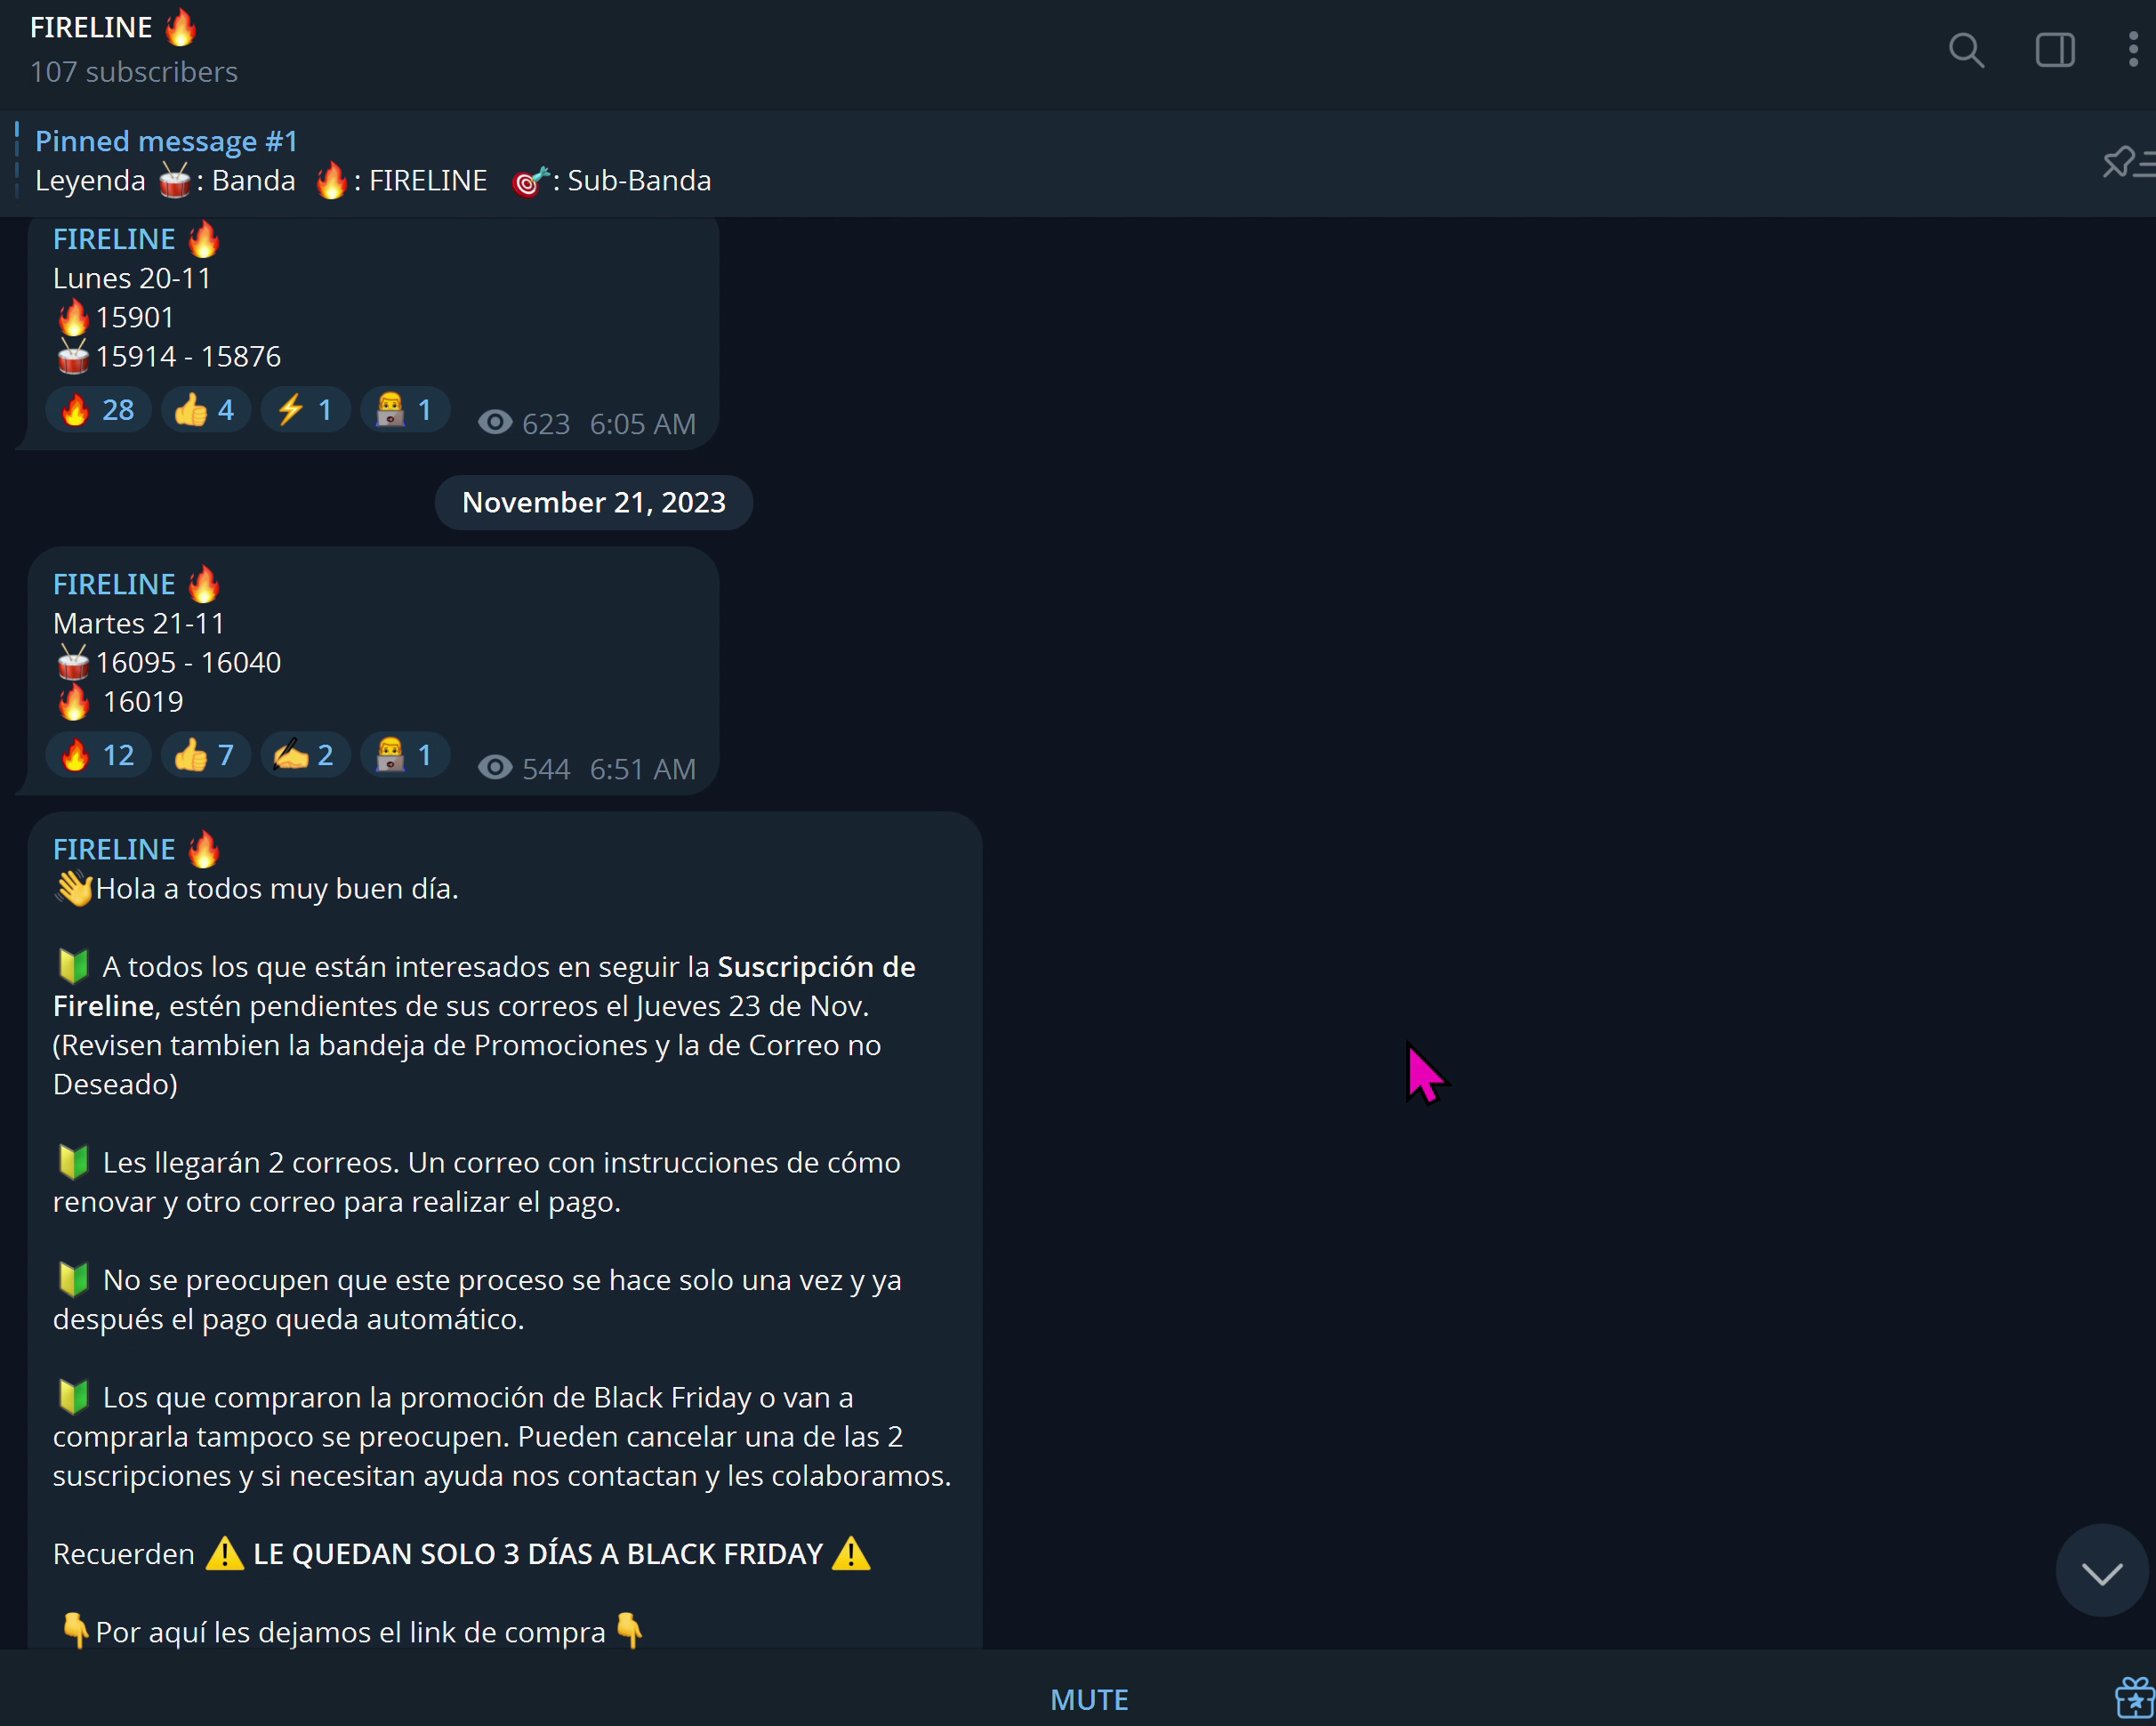 FIRELINE 🔥
107 subscribers
Pinned message #1
Leyenda 🥁: Banda 🔥: FIRELINE 🎯: Sub-Banda
FIRELINE 🔥
Lunes 20-11
🔥15901
🥁15914 - 15876
🔥 28 👍 4 ⚡ 1 👨‍💻 1 623 6:05 AM
November 21, 2023
FIRELINE 🔥
Martes 21-11
🥁16095 - 16040
🔥 16019
🔥 12 👍 7 ✍ 2 👨‍💻 1 544 6:51 AM
FIRELINE 🔥
👋Hola a todos muy buen día.
🔰 A todos los que están interesados en seguir la Suscripción de
Fireline, estén pendientes de sus correos el Jueves 23 de Nov.
(Revisen tambien la bandeja de Promociones y la de Correo no
Deseado)
🔰 Les llegarán 2 correos. Un correo con instrucciones de cómo
renovar y otro correo para realizar el pago.
🔰 No se preocupen que este proceso se hace solo una vez y ya
después el pago queda automático.
🔰 Los que compraron la promoción de Black Friday o van a
comprarla tampoco se preocupen. Pueden cancelar una de las 2
suscripciones y si necesitan ayuda nos contactan y les colaboramos.
Recuerden ⚠️ LE QUEDAN SOLO 3 DÍAS A BLACK FRIDAY ⚠️
👇Por aquí les dejamos el link de compra 👇
MUTE